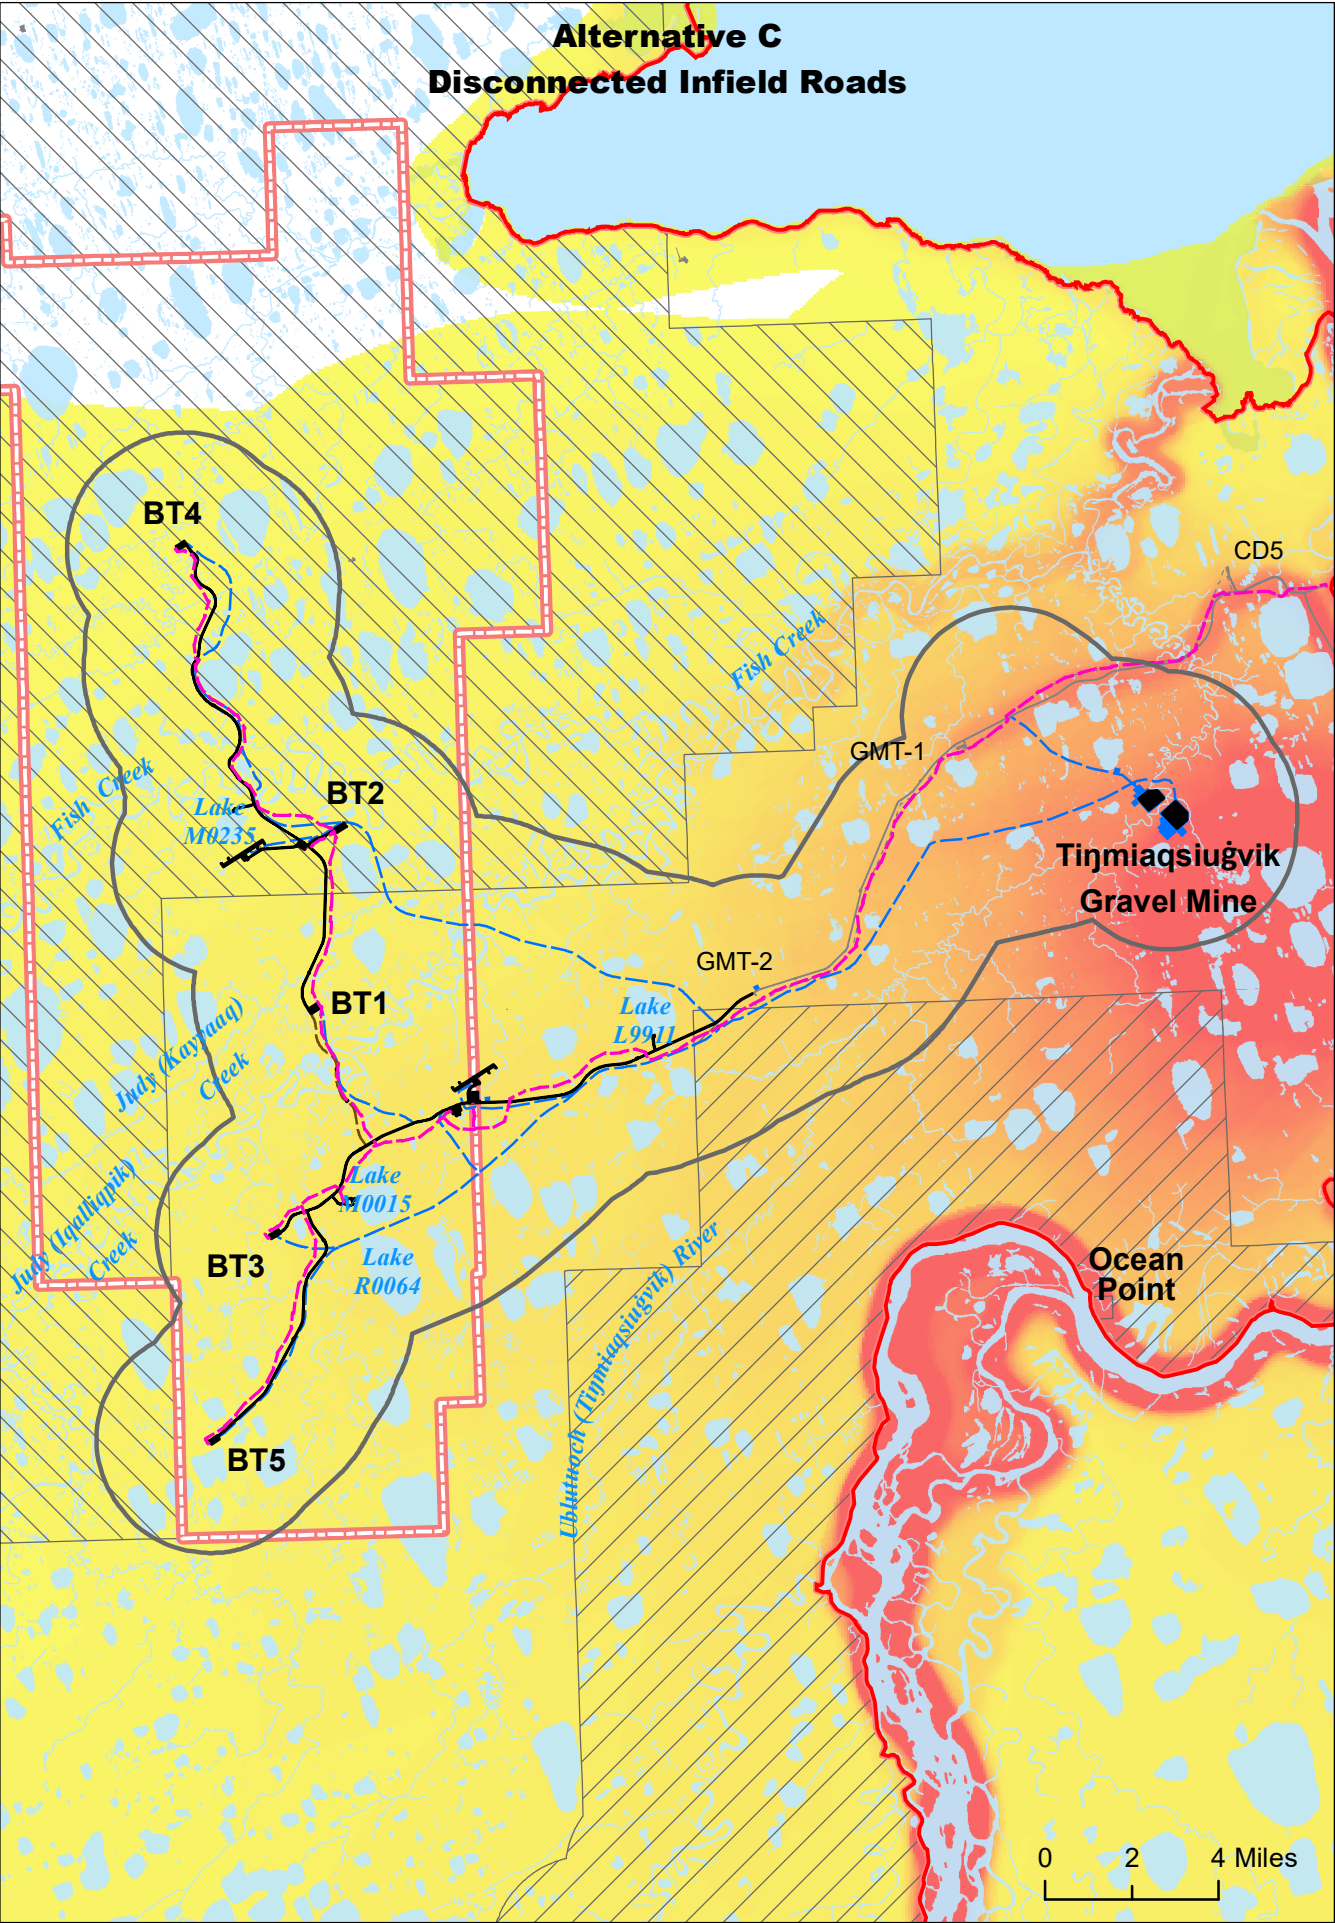 Alternative C
Disconnected Infield Roads
BT4
CD5
Fish Creek
GMT-1
Fish Creek
BT2
Lake
M0235
Tiŋmiaqsiuġvik
Gravel Mine
GMT-2
BT1
Lake
L9911
Judy (Kayyaaq)
Creek
Lake
M0015
Judy (Iqalliqpik)
Creek
BT3
Lake
R0064
Ublutuoch (Tiŋmiaqsiuġvik) River
Ocean
Point
BT5
0 2 4 Miles